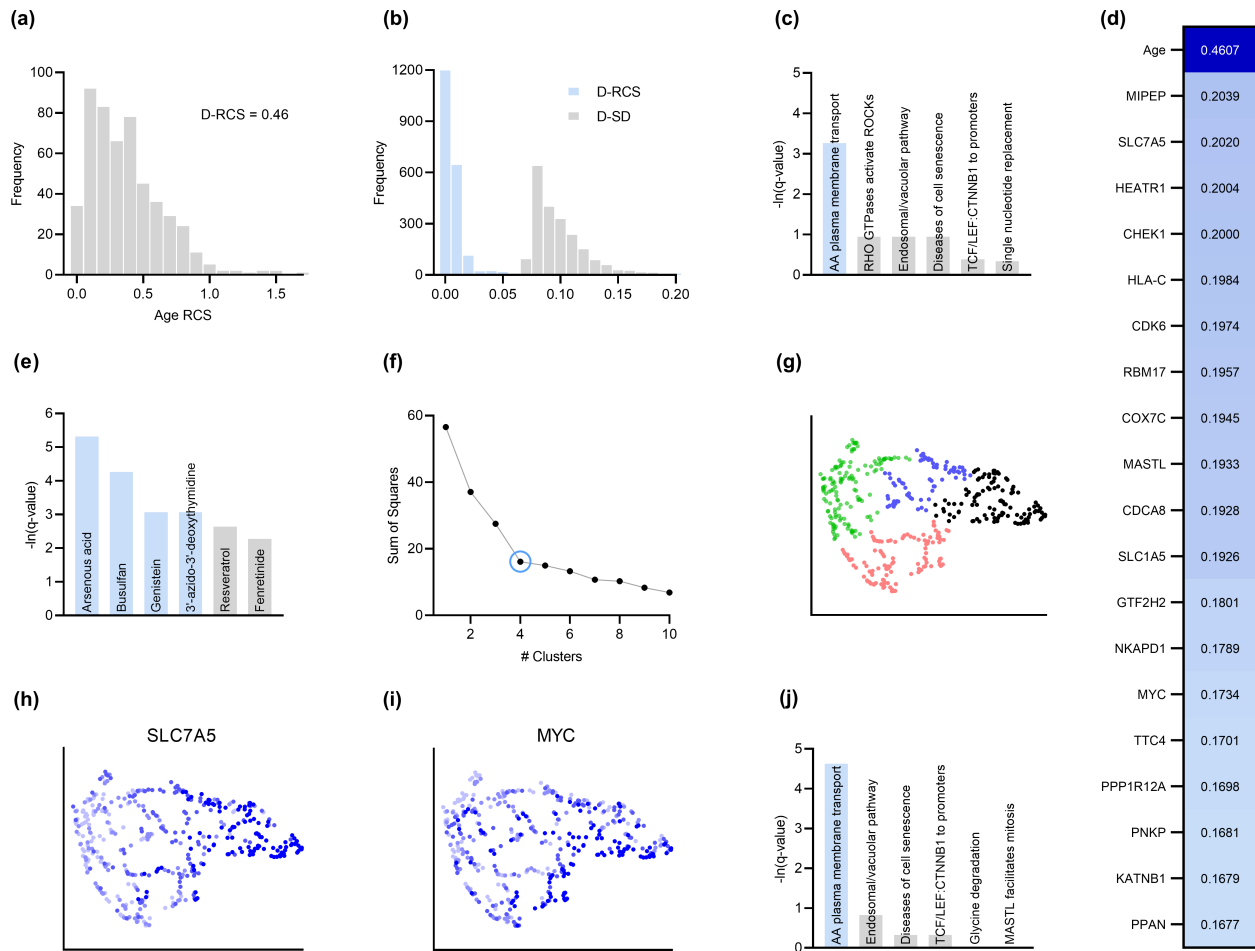 (a)
100
80
60
40
20
0
Frequency
D-RCS = 0.46
0.0
0.5
1.0
1.5
Age RCS
(b)
1200
900
600
300
0
Frequency
D-RCS
D-SD
0.00
0.05
0.10
0.15
0.20
(c)
5
4
3
2
1
0
-ln(q-value)
AA plasma membrane transport
RHO GTPases activate ROCKs
Endosomal/vacuolar pathway
Diseases of cell senescence
TCF/LEF:CTNNB1 to promoters
Single nucleotide replacement
(d)
Age 0.4607
MIPEP 0.2039
SLC7A5 0.2020
HEATR1 0.2004
CHEK1 0.2000
HLA-C 0.1984
CDK6 0.1974
RBM17 0.1957
COX7C 0.1945
MASTL 0.1933
CDCA8 0.1928
SLC1A5 0.1926
GTF2H2 0.1801
NKAPD1 0.1789
MYC 0.1734
TTC4 0.1701
PPP1R12A 0.1698
PNKP 0.1681
KATNB1 0.1679
PPAN 0.1677
(e)
6
5
4
3
2
1
0
-ln(q-value)
Arsenous acid
Busulfan
Genistein
3'-azido-3'-deoxythymidine
Resveratrol
Fenretinide
(f)
60
40
20
0
Sum of Squares
2
4
6
8
10
# Clusters
(g)
(h)
SLC7A5
(i)
MYC
(j)
5
4
3
2
1
0
-ln(q-value)
AA plasma membrane transport
Endosomal/vacuolar pathway
Diseases of cell senescence
TCF/LEF:CTNNB1 to promoters
Glycine degradation
MASTL facilitates mitosis